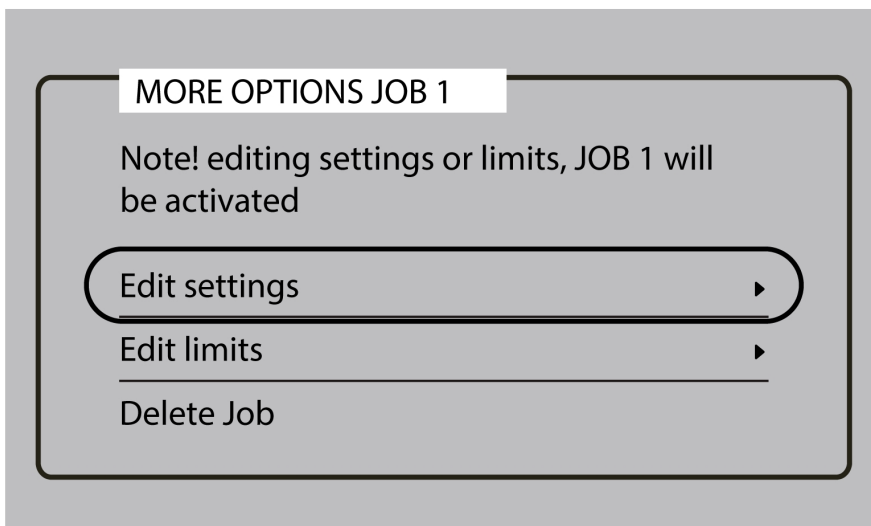 MORE OPTIONS JOB 1
Note! editing settings or limits, JOB 1 will
be activated
Edit settings
Edit limits
Delete Job